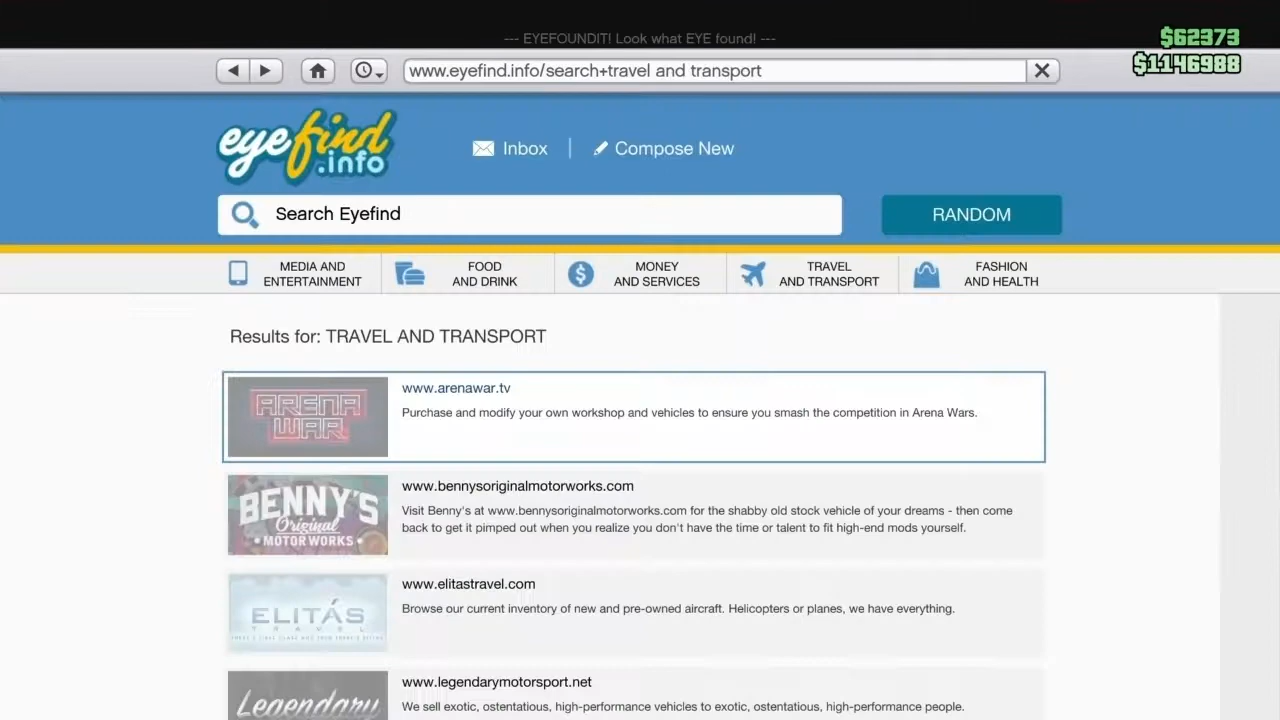 --- EYEFOUNDIT! Look what EYE found! ---
$62373
www.eyefind.info/search+travel and transport
$1146988
eyefind
.info
Inbox
Compose New
Search Eyefind
RANDOM
MEDIA AND
ENTERTAINMENT
FOOD
AND DRINK
MONEY
AND SERVICES
TRAVEL
AND TRANSPORT
FASHION
AND HEALTH
Results for: TRAVEL AND TRANSPORT
ARENA
WAR
www.arenawar.tv
Purchase and modify your own workshop and vehicles to ensure you smash the competition in Arena Wars.
BENNY'S
Original
• MOTOR WORKS •
www.bennysoriginalmotorworks.com
Visit Benny's at www.bennysoriginalmotorworks.com for the shabby old stock vehicle of your dreams - then come
back to get it pimped out when you realize you don't have the time or talent to fit high-end mods yourself.
ELITÁS
TRAVEL
www.elitastravel.com
Browse our current inventory of new and pre-owned aircraft. Helicopters or planes, we have everything.
Legendary
www.legendarymotorsport.net
We sell exotic, ostentatious, high-performance vehicles to exotic, ostentatious, high-performance people.